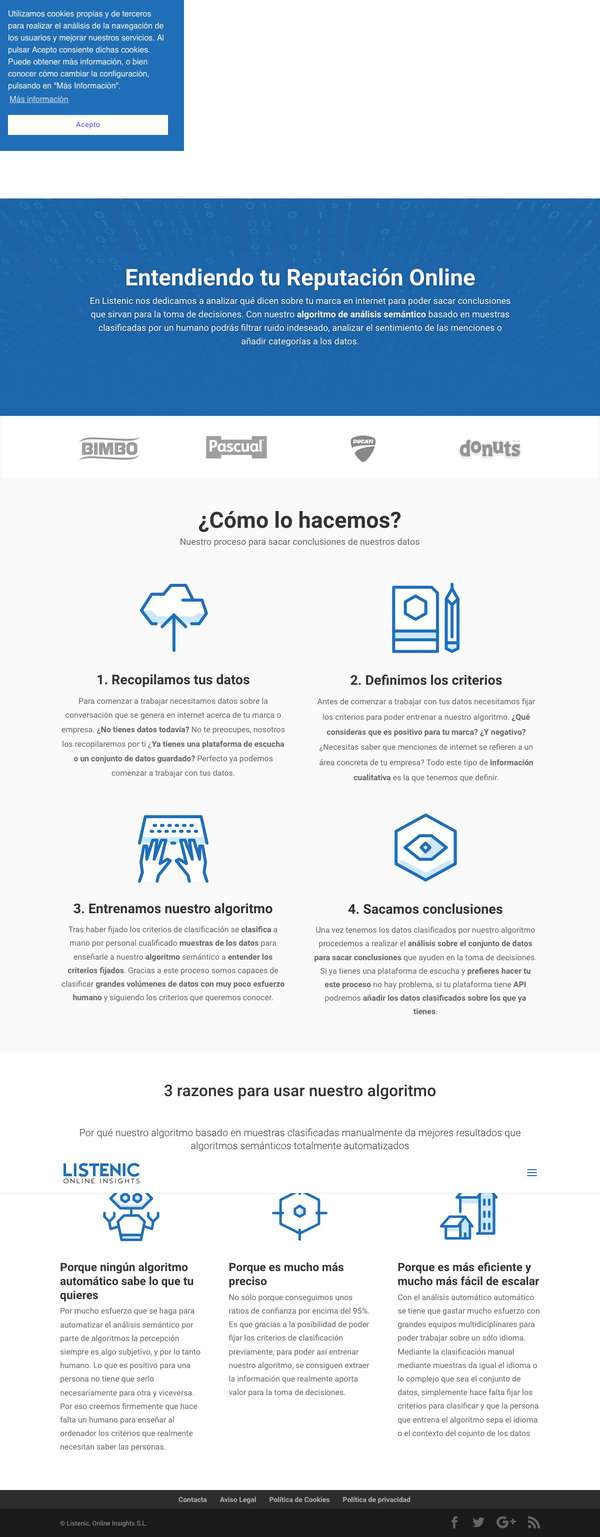 Utilizamos cookies propias y de terceros
para realizar el análisis de la navegación de
los usuarios y mejorar nuestros servicios. Al
pulsar Acepto consiente dichas cookies.
Puede obtener más información, o bien
conocer cómo cambiar la configuración,
pulsando en "Más Información".
Más información
Acepto
Entendiendo tu Reputación Online
En Listenic nos dedicamos a analizar qué dicen sobre tu marca en internet para poder sacar conclusiones
que sirvan para la toma de decisiones. Con nuestro algoritmo de análisis semántico basado en muestras
clasificadas por un humano podrás filtrar ruido indeseado, analizar el sentimiento de las menciones o
añadir categorías a los datos.
BIMBO
Pascual
DUCATI
donuts
¿Cómo lo hacemos?
Nuestro proceso para sacar conclusiones de nuestros datos
1. Recopilamos tus datos
Para comenzar a trabajar necesitamos datos sobre la
conversación que se genera en internet acerca de tu marca o
empresa. ¿No tienes datos todavía? No te preocupes, nosotros
los recopilaremos por ti ¿Ya tienes una plataforma de escucha
o un conjunto de datos guardado? Perfecto ya podemos
comenzar a trabajar con tus datos.
2. Definimos los criterios
Antes de comenzar a trabajar con tus datos necesitamos fijar
los criterios para poder entrenar a nuestro algoritmo. ¿Qué
consideras que es positivo para tu marca? ¿Y negativo?
¿Necesitas saber que menciones de internet se refieren a un
área concreta de tu empresa? Todo este tipo de información
cualitativa es la que tenemos que definir.
3. Entrenamos nuestro algoritmo
Tras haber fijado los criterios de clasificación se clasifica a
mano por personal cualificado muestras de los datos para
enseñarle a nuestro algoritmo semántico a entender los
criterios fijados. Gracias a este proceso somos capaces de
clasificar grandes volúmenes de datos con muy poco esfuerzo
humano y siguiendo los criterios que queremos conocer.
4. Sacamos conclusiones
Una vez tenemos los datos clasificados por nuestro algoritmo
procedemos a realizar el análisis sobre el conjunto de datos
para sacar conclusiones que ayuden en la toma de decisiones.
Si ya tienes una plataforma de escucha y prefieres hacer tu
este proceso no hay problema, si tu plataforma tiene API
podremos añadir los datos clasificados sobre los que ya
tienes.
3 razones para usar nuestro algoritmo
Por qué nuestro algoritmo basado en muestras clasificadas manualmente da mejores resultados que
algoritmos semánticos totalmente automatizados
LISTENIC
ONLINE INSIGHTS
Porque ningún algoritmo
automático sabe lo que tu
quieres
Por mucho esfuerzo que se haga para
automatizar el análisis semántico por
parte de algoritmos la percepción
siempre es algo subjetivo, y por lo tanto
humano. Lo que es positivo para una
persona no tiene que serlo
necesariamente para otra y viceversa.
Por eso creemos firmemente que hace
falta un humano para enseñar al
ordenador los criterios que realmente
necesitan saber las personas.
Porque es mucho más
preciso
No sólo porque conseguimos unos
ratios de confianza por encima del 95%.
Es que gracias a la posibilidad de poder
fijar los criterios de clasificación
previamente, para poder así entrenar
nuestro algoritmo, se consiguen extraer
la información que realmente aporta
valor para la toma de decisiones.
Porque es más eficiente y
mucho más fácil de escalar
Con el análisis automático automático
se tiene que gastar mucho esfuerzo con
grandes equipos multidiciplinares para
poder trabajar sobre un sólo idioma.
Mediante la clasificación manual
mediante muestras da igual el idioma o
lo complejo que sea el conjunto de
datos, simplemente hace falta fijar los
criterios para clasificar y que la persona
que entrena el algoritmo sepa el idioma
o el contexto del cojunto de los datos
Contacta
Aviso Legal
Política de Cookies
Política de privacidad
© Listenic, Online Insights S.L.